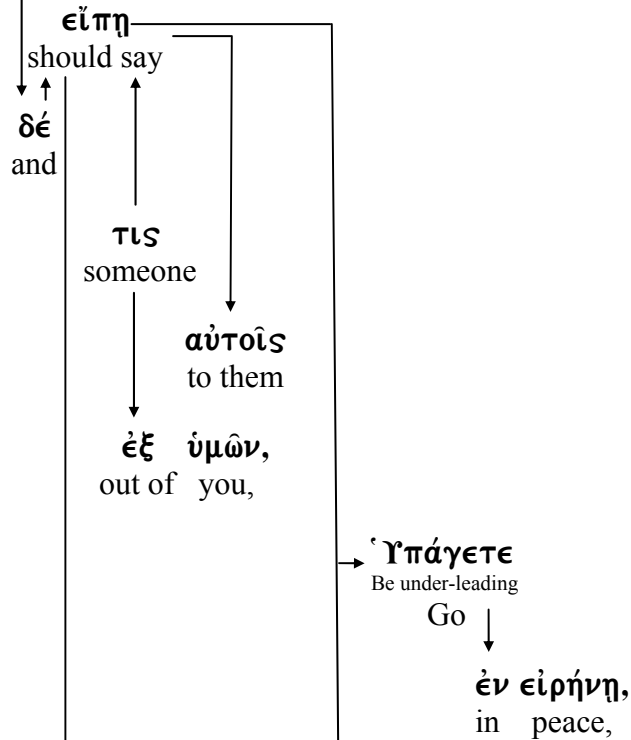 εἴπῃ
should say
δέ
and
τις
someone
αὐτοῖς
to them
ἐξ ὑμῶν,
out of you,
Ὑπάγετε
Be under-leading
Go
ἐν εἰρήνῃ,
in peace,